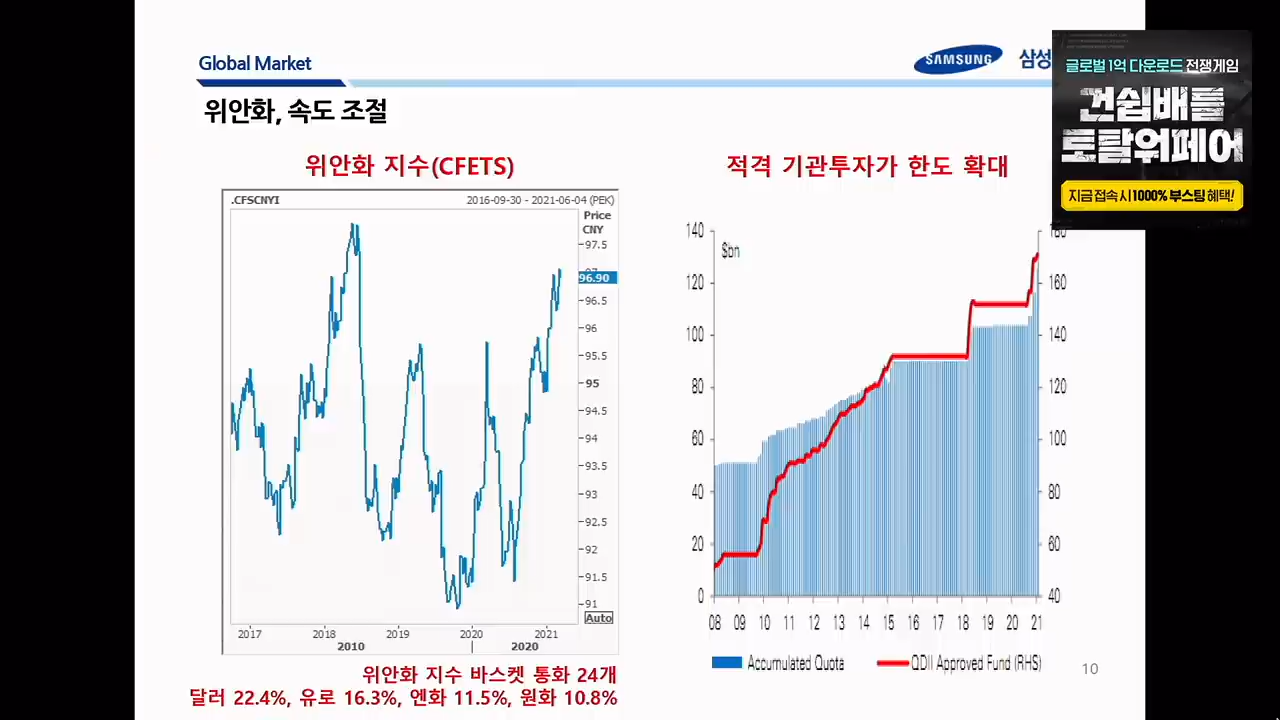 Global Market
SAMSUNG 삼성
위안화, 속도 조절
글로벌 1억 다운로드 전쟁게임
건쉽배틀
토탈워페어
지금 접속 시 1000% 부스팅 혜택!
위안화 지수(CFETS)
.CFSCNYI 2016-09-30 - 2021-06-04 (PEK)
Price
CNY
97.5
96.90
96.5
96
95.5
95
94.5
94
93.5
93
92.5
92
91.5
91
Auto
2017 2018 2019 2020 2021
2010 2020
위안화 지수 바스켓 통화 24개
달러 22.4%, 유로 16.3%, 엔화 11.5%, 원화 10.8%
적격 기관투자가 한도 확대
$bn
140 180
120 160
100 140
80 120
60 100
40 80
20 60
0 40
08 09 10 11 12 13 14 15 16 17 18 19 20 21
Accumulated Quota QDII Approved Fund (RHS)
10